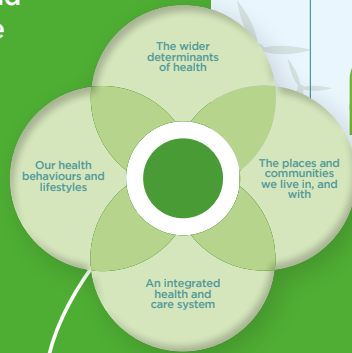 The wider
determinants
of health
Our health
behaviours and
lifestyles
The places and
communities
we live in, and
with
An integrated
health and
care system